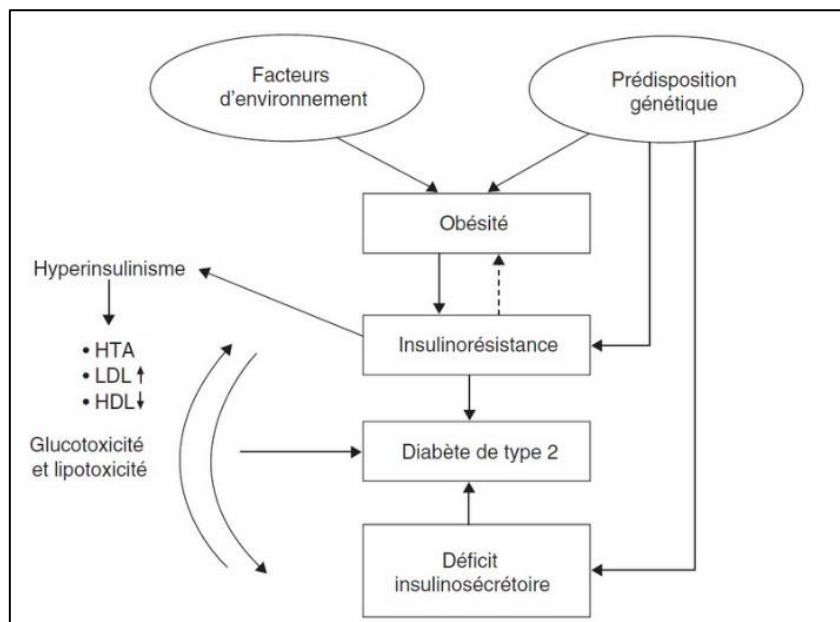 Facteurs
d'environnement
Prédisposition
génétique
Obésité
Hyperinsulinisme
Insulinorésistance
• HTA
• LDL ↑
• HDL ↓
Glucotoxicité
et lipotoxicité
Diabète de type 2
Déficit
insulinosécrétoire